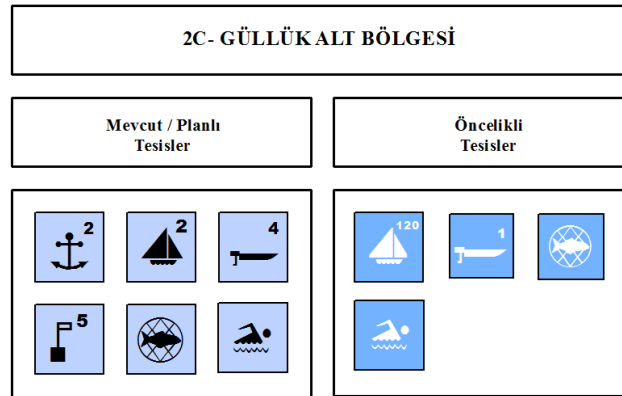 2C- GÜLLÜK ALT BÖLGESİ
Mevcut / Planlı
Tesisler
Öncelikli
Tesisler
2 2 4
120 1
5